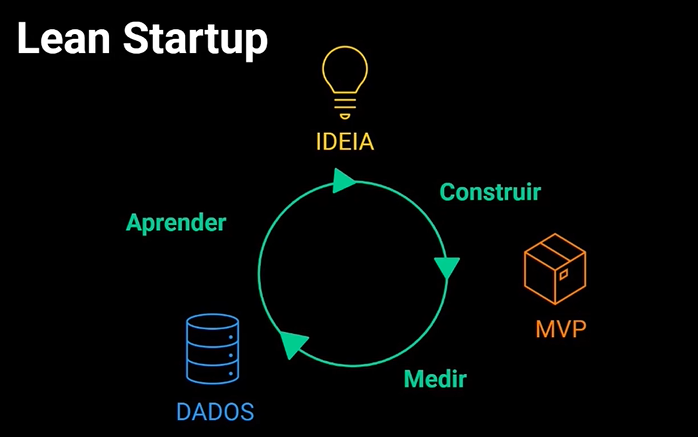 Lean Startup
IDEIA
Construir
Aprender
MVP
Medir
DADOS